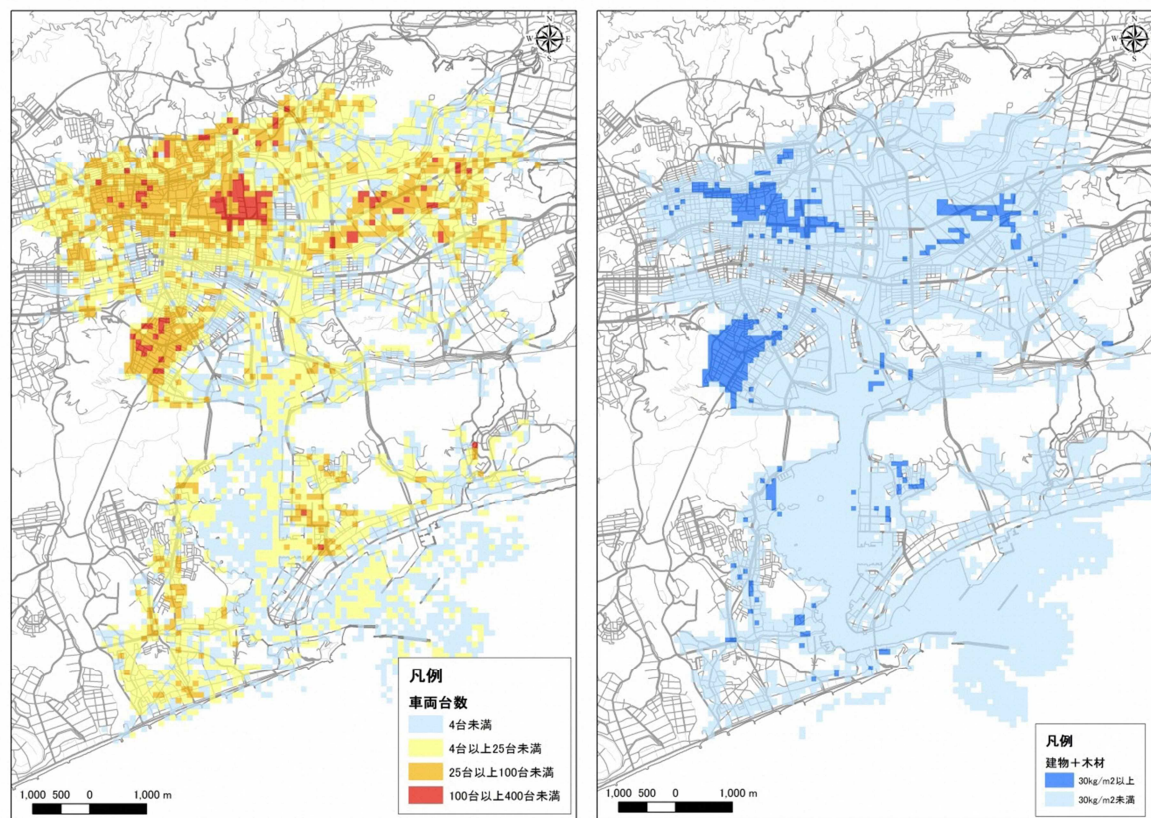 N
W
E
S
凡例
車両台数
4台未満
4台以上25台未満
25台以上100台未満
100台以上400台未満
1,000 500 0 1,000 m
N
W
E
S
凡例
建物＋木材
30kg/m2以上
30kg/m2未満
1,000 500 0 1,000 m